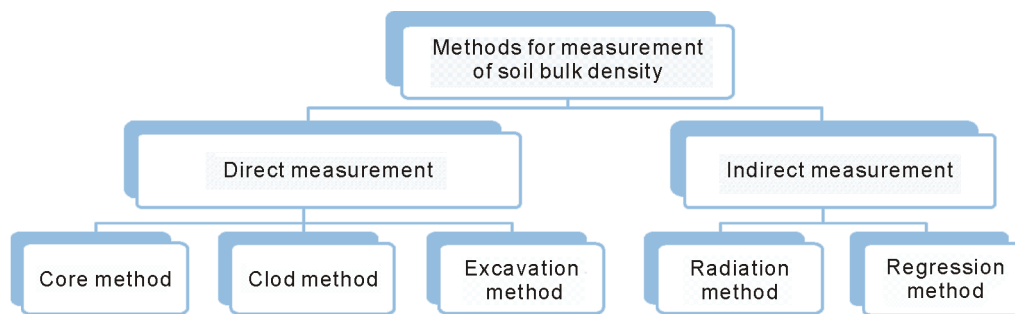 Methods for measurement
of soil bulk density
Direct measurement
Indirect measurement
Core method
Clod method
Excavation
method
Radiation
method
Regression
method